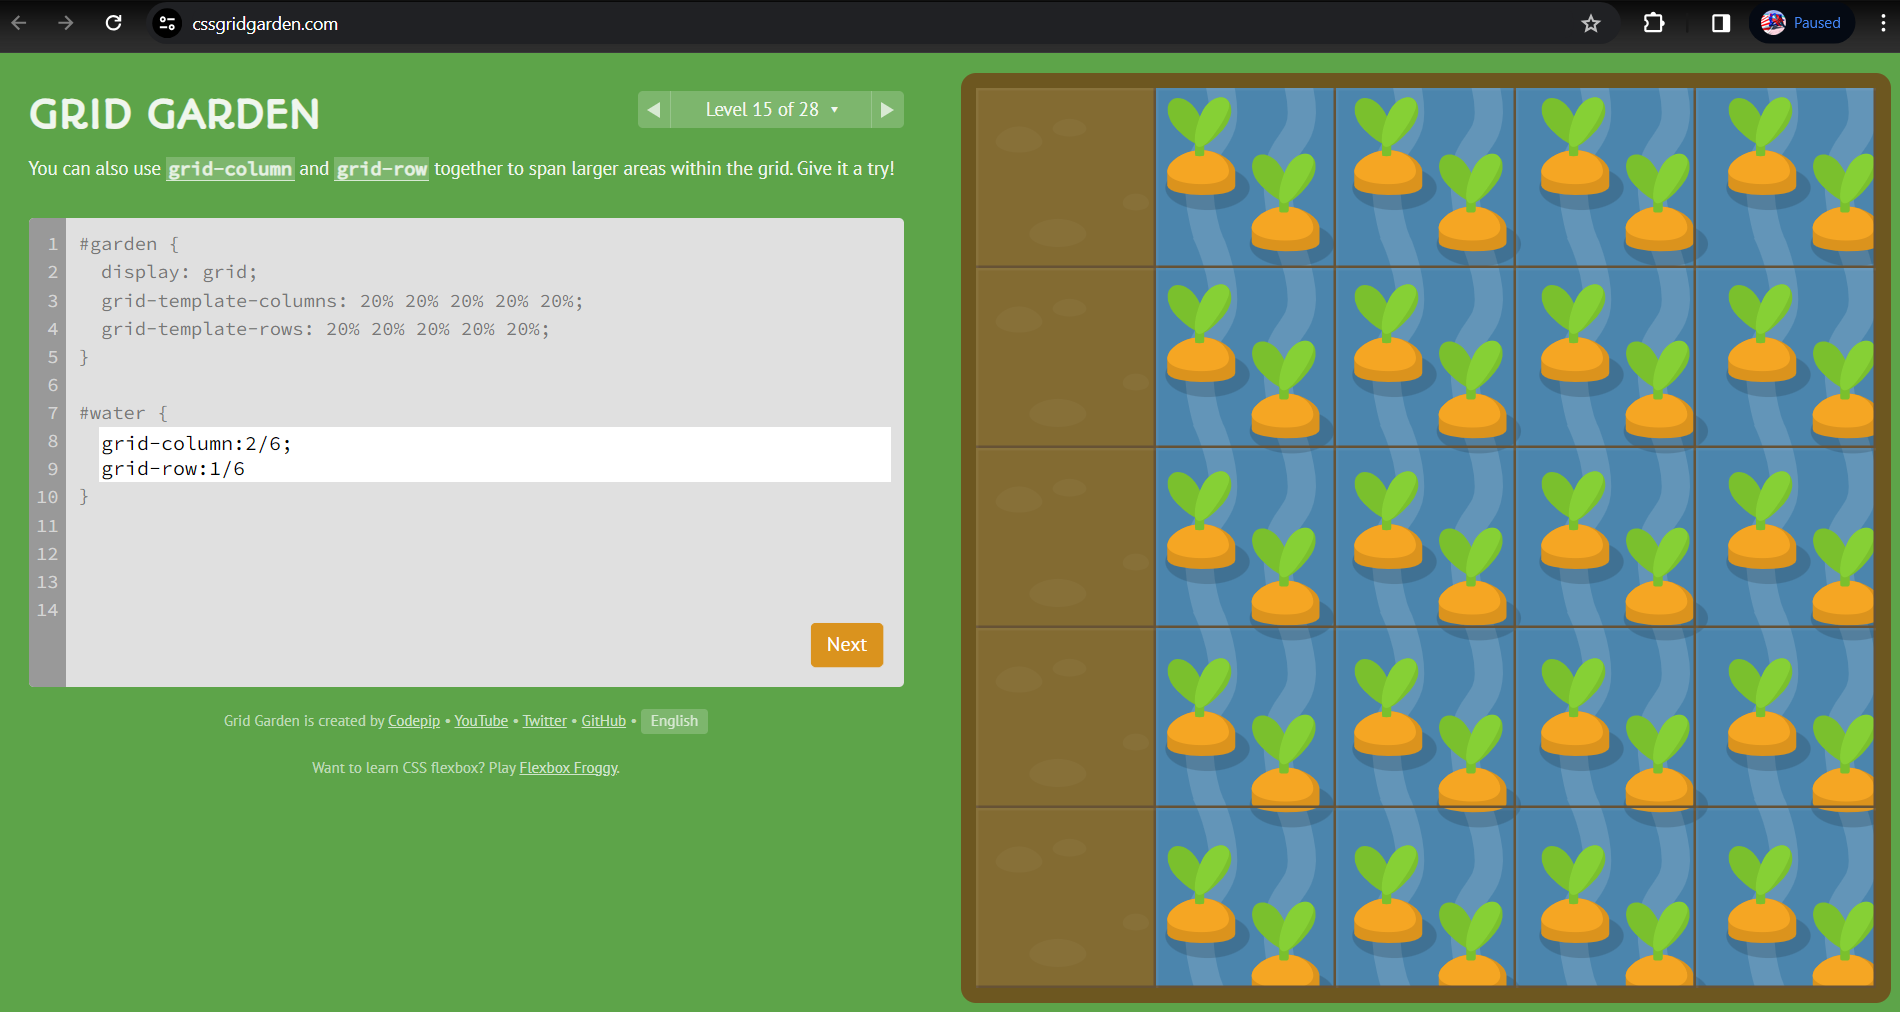 cssgridgarden.com
Paused
GRID GARDEN
Level 15 of 28
You can also use grid-column and grid-row together to span larger areas within the grid. Give it a try!
1 #garden {
2 display: grid;
3 grid-template-columns: 20% 20% 20% 20% 20%;
4 grid-template-rows: 20% 20% 20% 20% 20%;
5 }
6
7 #water {
8 grid-column:2/6;
9 grid-row:1/6
10 }
11
12
13
14
Next
Grid Garden is created by Codepip • YouTube • Twitter • GitHub • English
Want to learn CSS flexbox? Play Flexbox Froggy.